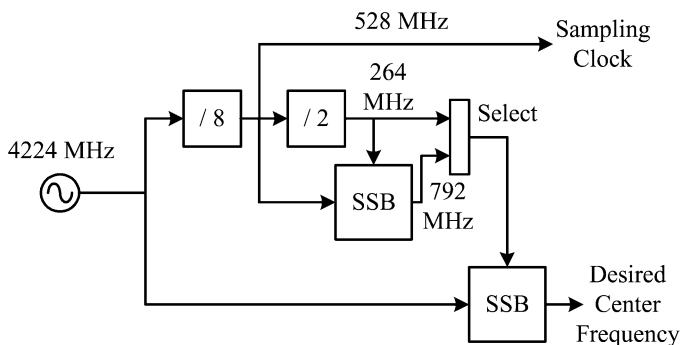 528 MHz
Sampling
Clock
264
MHz
Select
/ 8
/ 2
4224 MHz
SSB
792
MHz
SSB
Desired
Center
Frequency